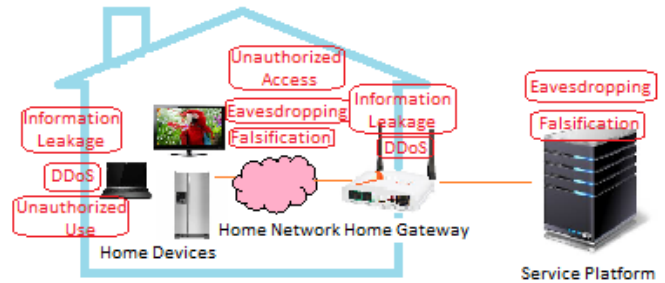 Unauthorized
Access
Eavesdropping
Falsification
Information
Leakage
DDoS
Unauthorized
Use
Home Devices
Home Network
Information
Leakage
DDoS
Home Gateway
Eavesdropping
Falsification
Service Platform